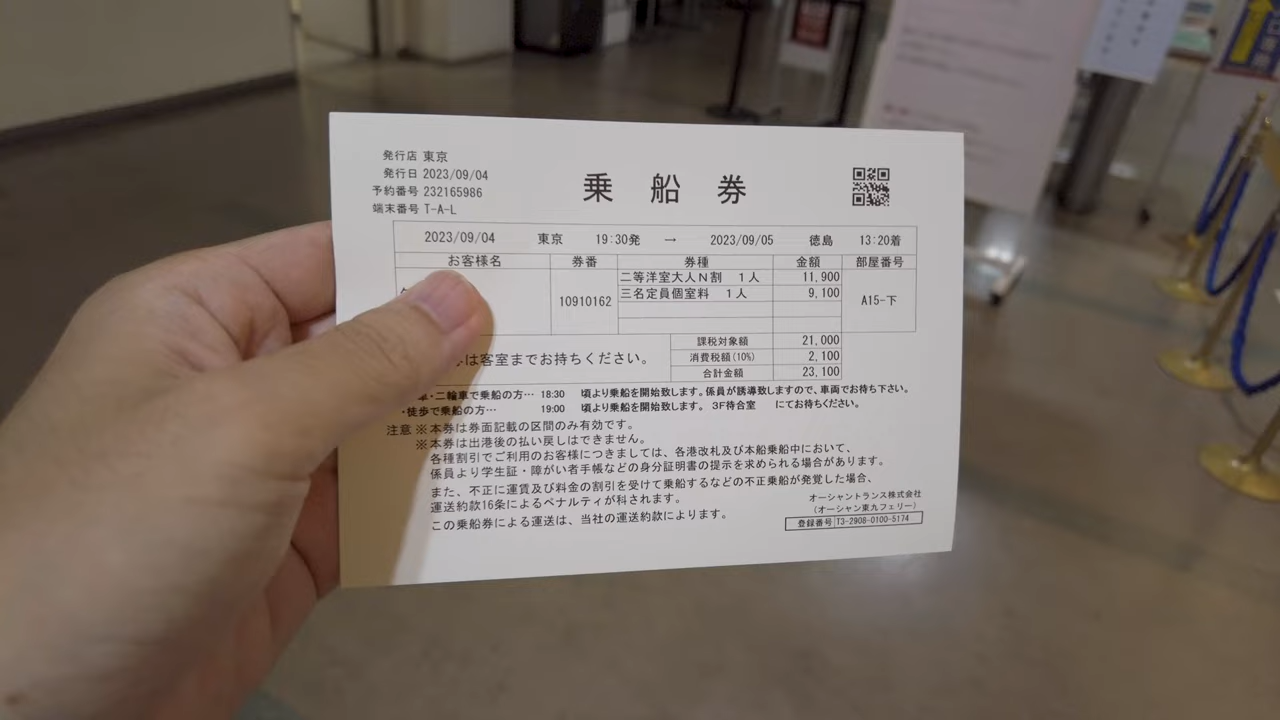 発行店 東京
発行日 2023/09/04
予約番号 232165986
端末番号 T-A-L
乗船券
2023/09/04 東京 19:30発 → 2023/09/05 徳島 13:20着
お客様名 券番 券種 金額 部屋番号
10910162 二等洋室大人N割 1人 11,900 A15-下
三名定員個室料 1人 9,100
課税対象額 21,000
消費税額(10%) 2,100
合計金額 23,100
は客室までお持ちください。
・二輪車で乗船の方… 18:30 頃より乗船を開始致します。係員が誘導致しますので、車両でお待ち下さい。
・徒歩で乗船の方… 19:00 頃より乗船を開始致します。 3F待合室 にてお待ちください。
注意 ※本券は券面記載の区間のみ有効です。
※本券は出港後の払い戻しはできません。
各種割引でご利用のお客様につきましては、各港改札及び本船乗船中において、
係員より学生証・障がい者手帳などの身分証明書の提示を求められる場合があります。
また、不正に運賃及び料金の割引を受けて乗船するなどの不正乗船が発覚した場合、
運送約款16条によるペナルティが科されます。
この乗船券による運送は、当社の運送約款によります。
オーシャントランス株式会社
(オーシャン東九フェリー)
登録番号 T3-2908-0100-5174